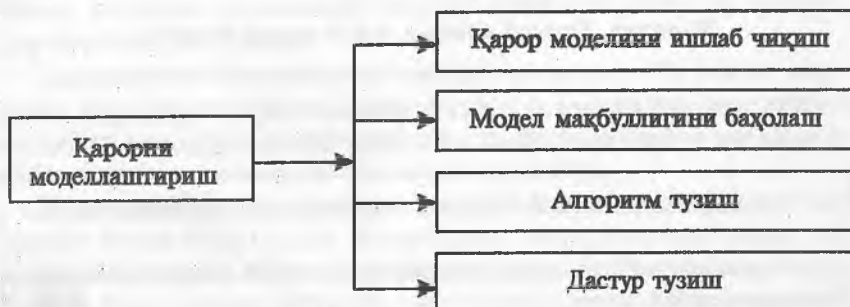 Қарорни
моделлаштириш
Қарор моделини ишлаб чиқиш
Модел мақбуллигини баҳолаш
Алгоритм тузиш
Дастур тузиш